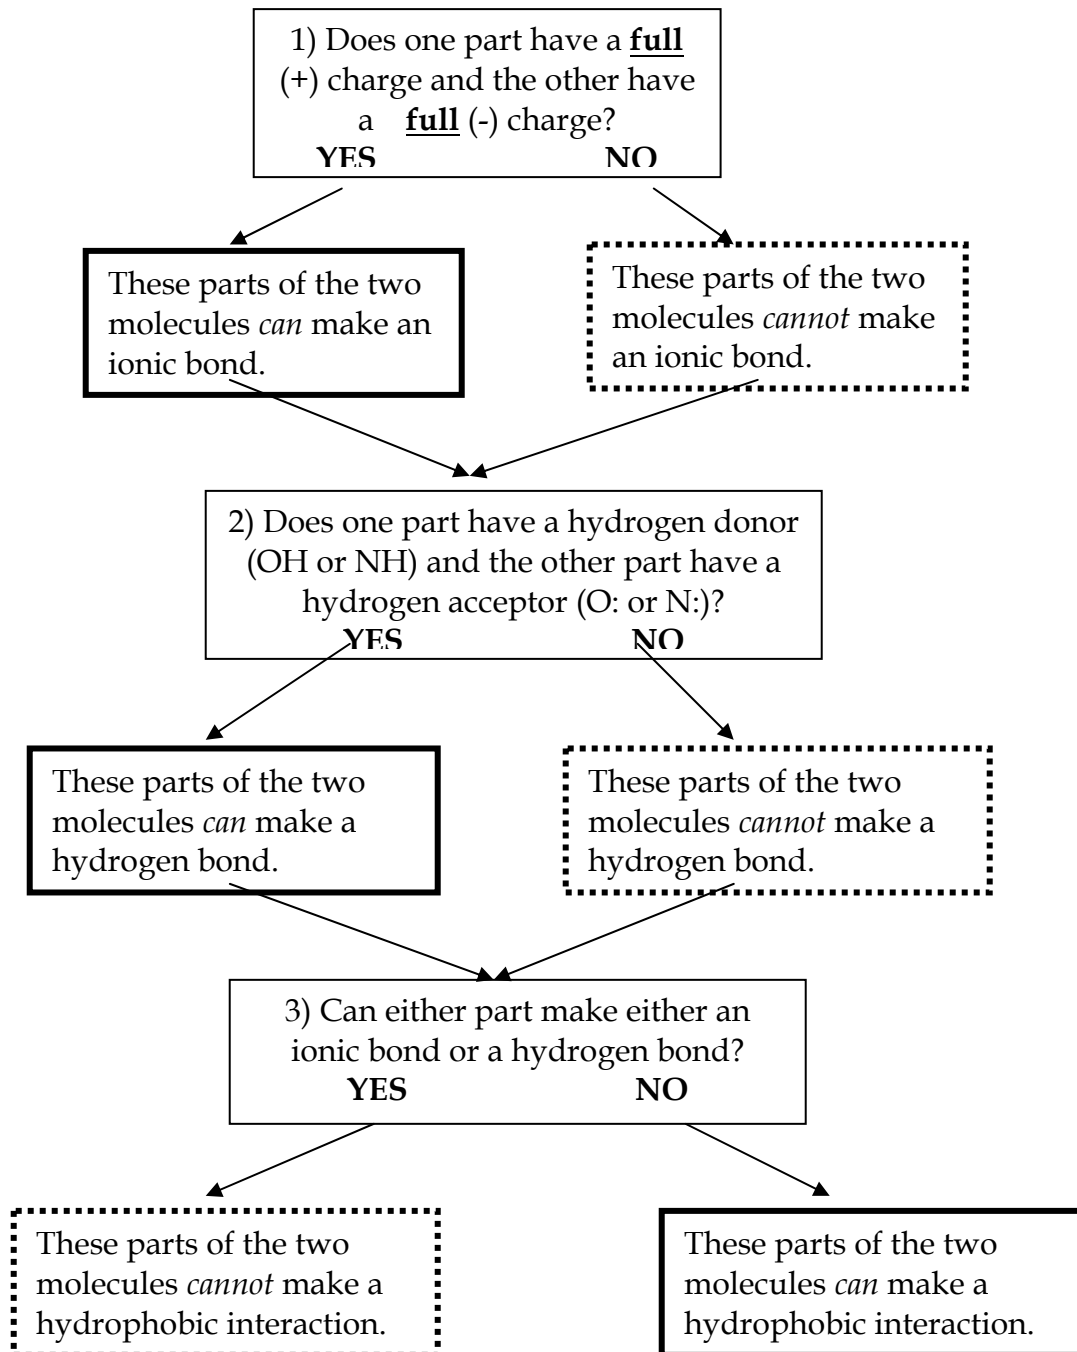 1) Does one part have a full
(+) charge and the other have
a full (-) charge?
YES NO
These parts of the two
molecules can make an
ionic bond.
These parts of the two
molecules cannot make
an ionic bond.
2) Does one part have a hydrogen donor
(OH or NH) and the other part have a
hydrogen acceptor (O: or N:)?
YES NO
These parts of the two
molecules can make a
hydrogen bond.
These parts of the two
molecules cannot make a
hydrogen bond.
3) Can either part make either an
ionic bond or a hydrogen bond?
YES NO
These parts of the two
molecules cannot make a
hydrophobic interaction.
These parts of the two
molecules can make a
hydrophobic interaction.